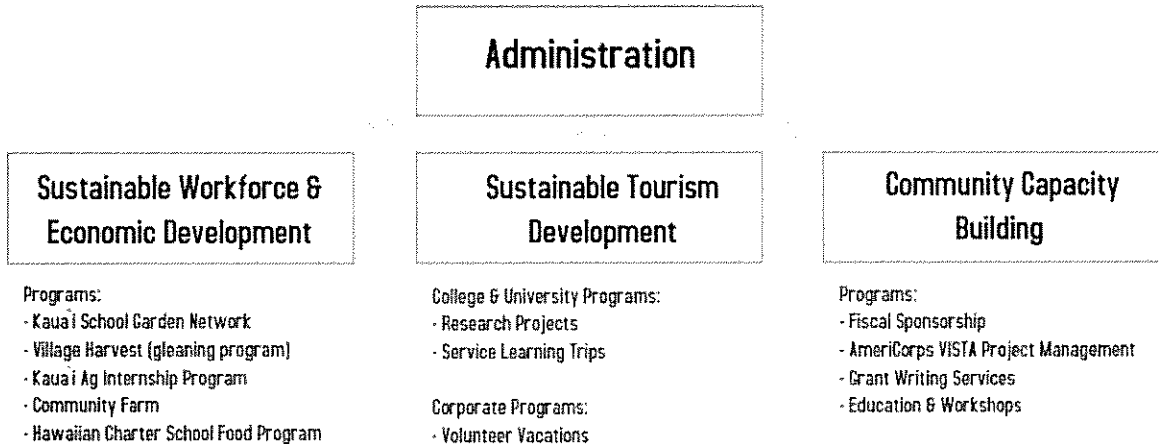 Administration
Sustainable Workforce &
Economic Development
Programs:
- Kaua`i School Garden Network
- Village Harvest (gleaning program)
- Kaua`i Ag Internship Program
- Community Farm
- Hawaiian Charter School Food Program
Sustainable Tourism
Development
College & University Programs:
- Research Projects
- Service Learning Trips
Corporate Programs:
- Volunteer Vacations
Community Capacity
Building
Programs:
- Fiscal Sponsorship
- AmeriCorps VISTA Project Management
- Grant Writing Services
- Education & Workshops